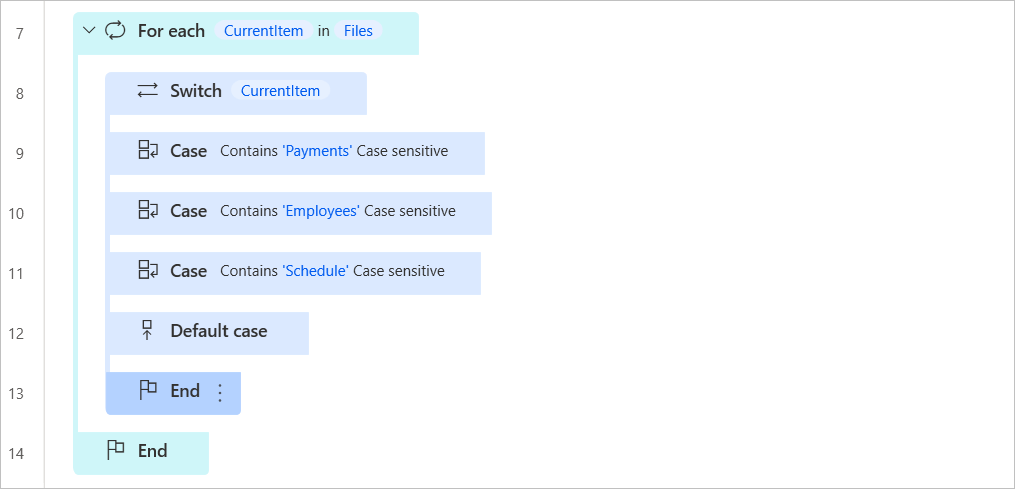 7 For each CurrentItem in Files
8 Switch CurrentItem
9 Case Contains 'Payments' Case sensitive
10 Case Contains 'Employees' Case sensitive
11 Case Contains 'Schedule' Case sensitive
12 Default case
13 End
14 End